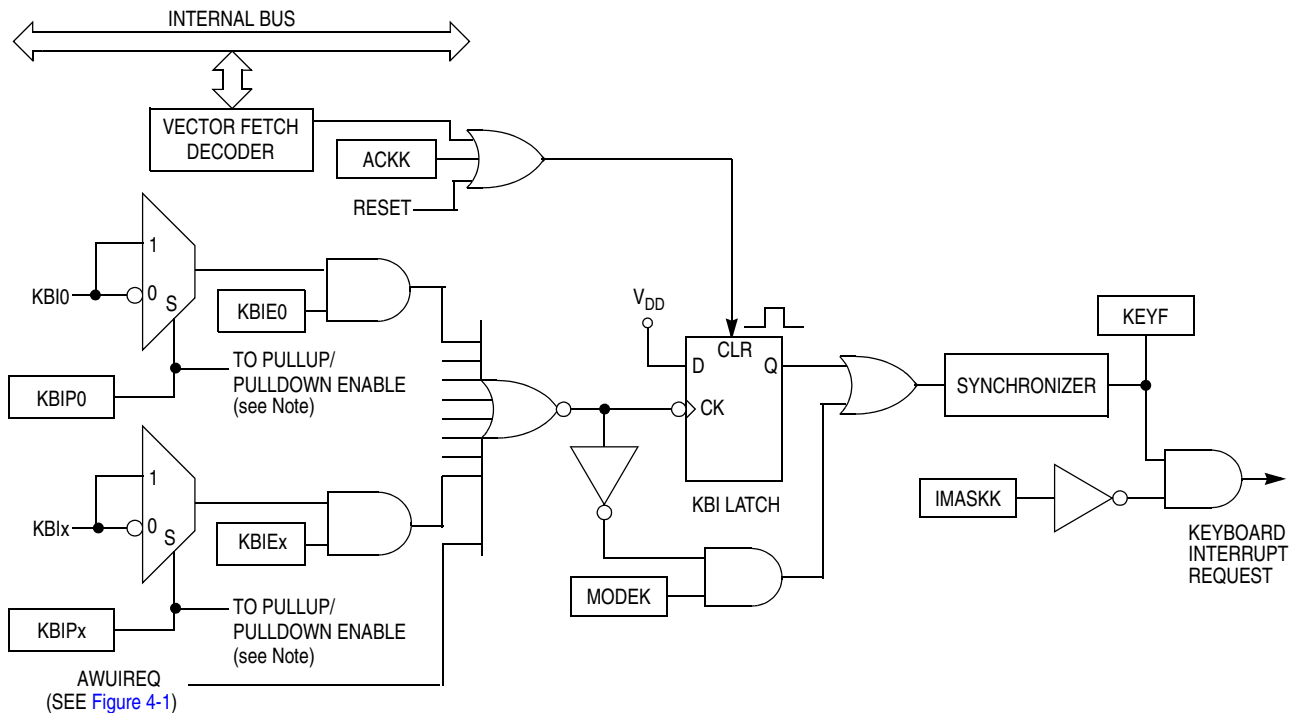 INTERNAL BUS
VECTOR FETCH
DECODER
ACKK
RESET
1
KBI0
0
S
KBIE0
KBIP0
TO PULLUP/
PULLDOWN ENABLE
(see Note)
1
KBIx
0
S
KBIEx
KBIPx
TO PULLUP/
PULLDOWN ENABLE
(see Note)
AWUIREQ
(SEE Figure 4-1)
VDD
CLR
D
Q
CK
KBI LATCH
MODEK
SYNCHRONIZER
KEYF
IMASKK
KEYBOARD
INTERRUPT
REQUEST